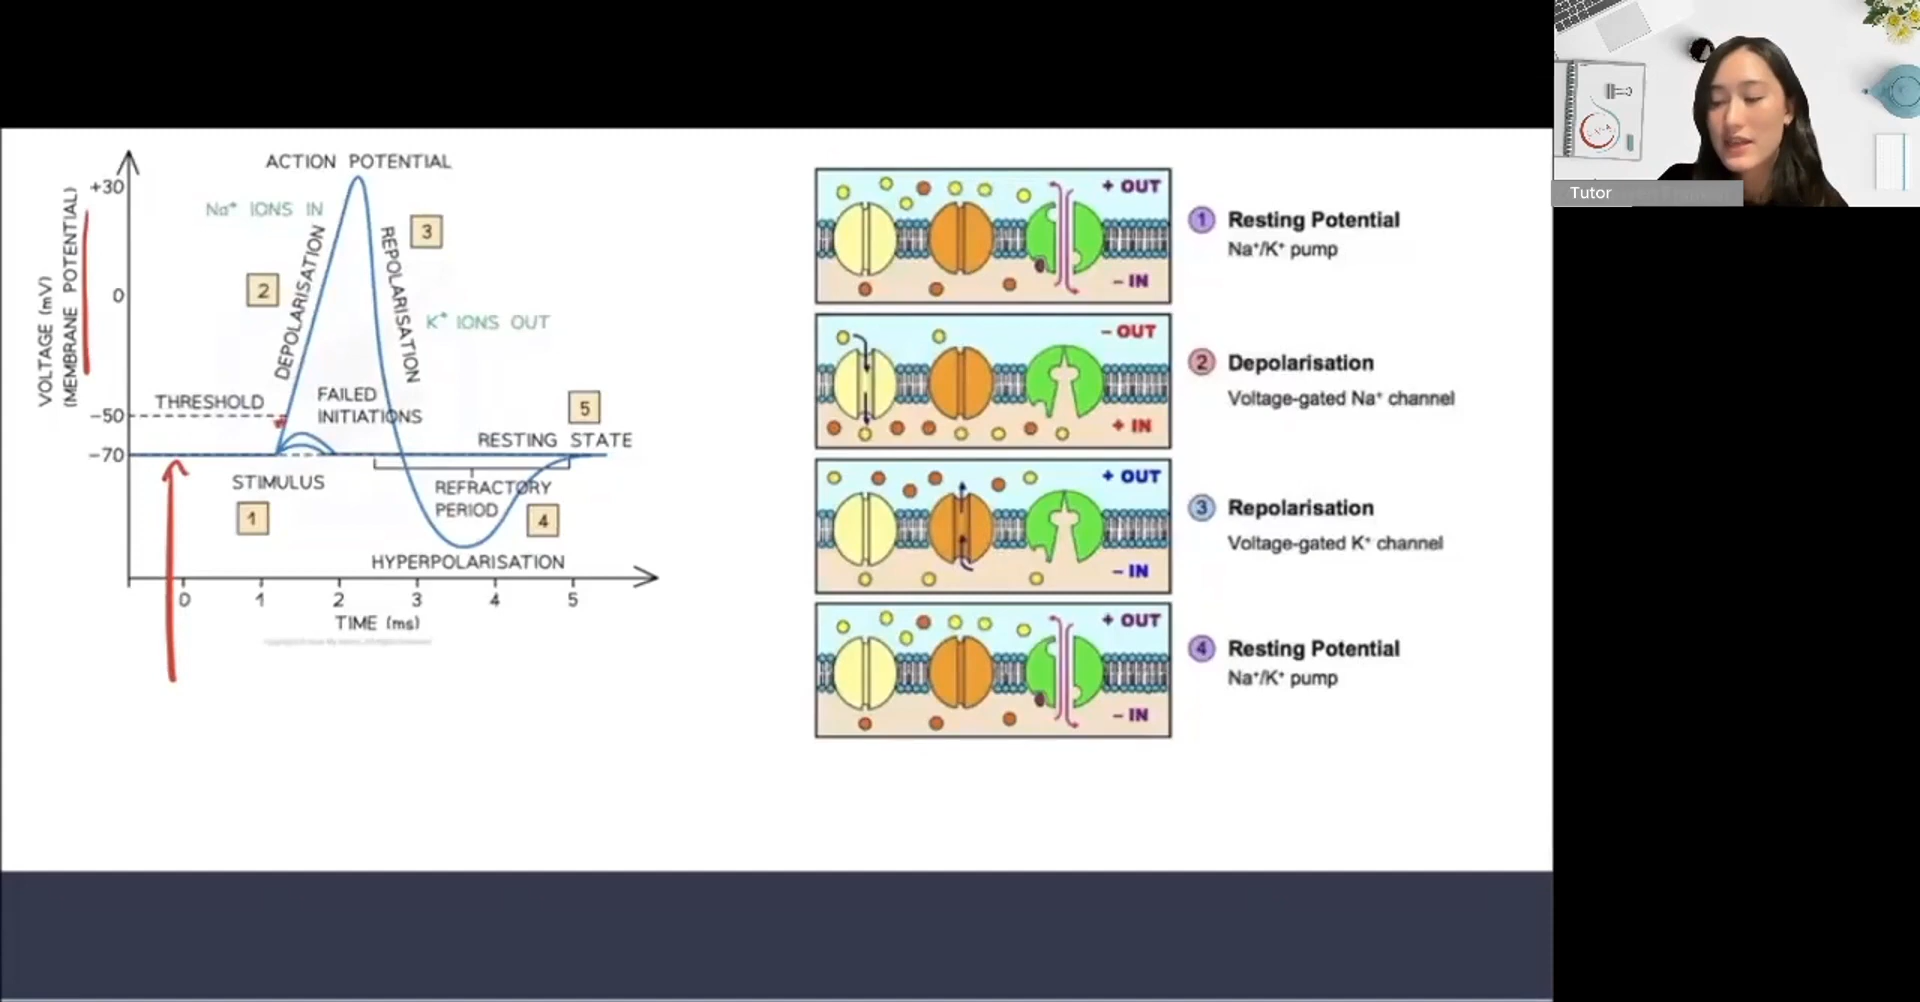 ACTION POTENTIAL
+30
Na⁺ IONS IN
3
2
DEPOLARISATION
REPOLARISATION
VOLTAGE (mV)
(MEMBRANE POTENTIAL)
0
K⁺ IONS OUT
THRESHOLD
FAILED
INITIATIONS
5
-50
RESTING STATE
-70
STIMULUS
REFRACTORY
PERIOD
1
4
HYPERPOLARISATION
0 1 2 3 4 5
TIME (ms)
+ OUT
- IN
1 Resting Potential
Na⁺/K⁺ pump
- OUT
+ IN
2 Depolarisation
Voltage-gated Na⁺ channel
+ OUT
- IN
3 Repolarisation
Voltage-gated K⁺ channel
+ OUT
- IN
4 Resting Potential
Na⁺/K⁺ pump
Tutor